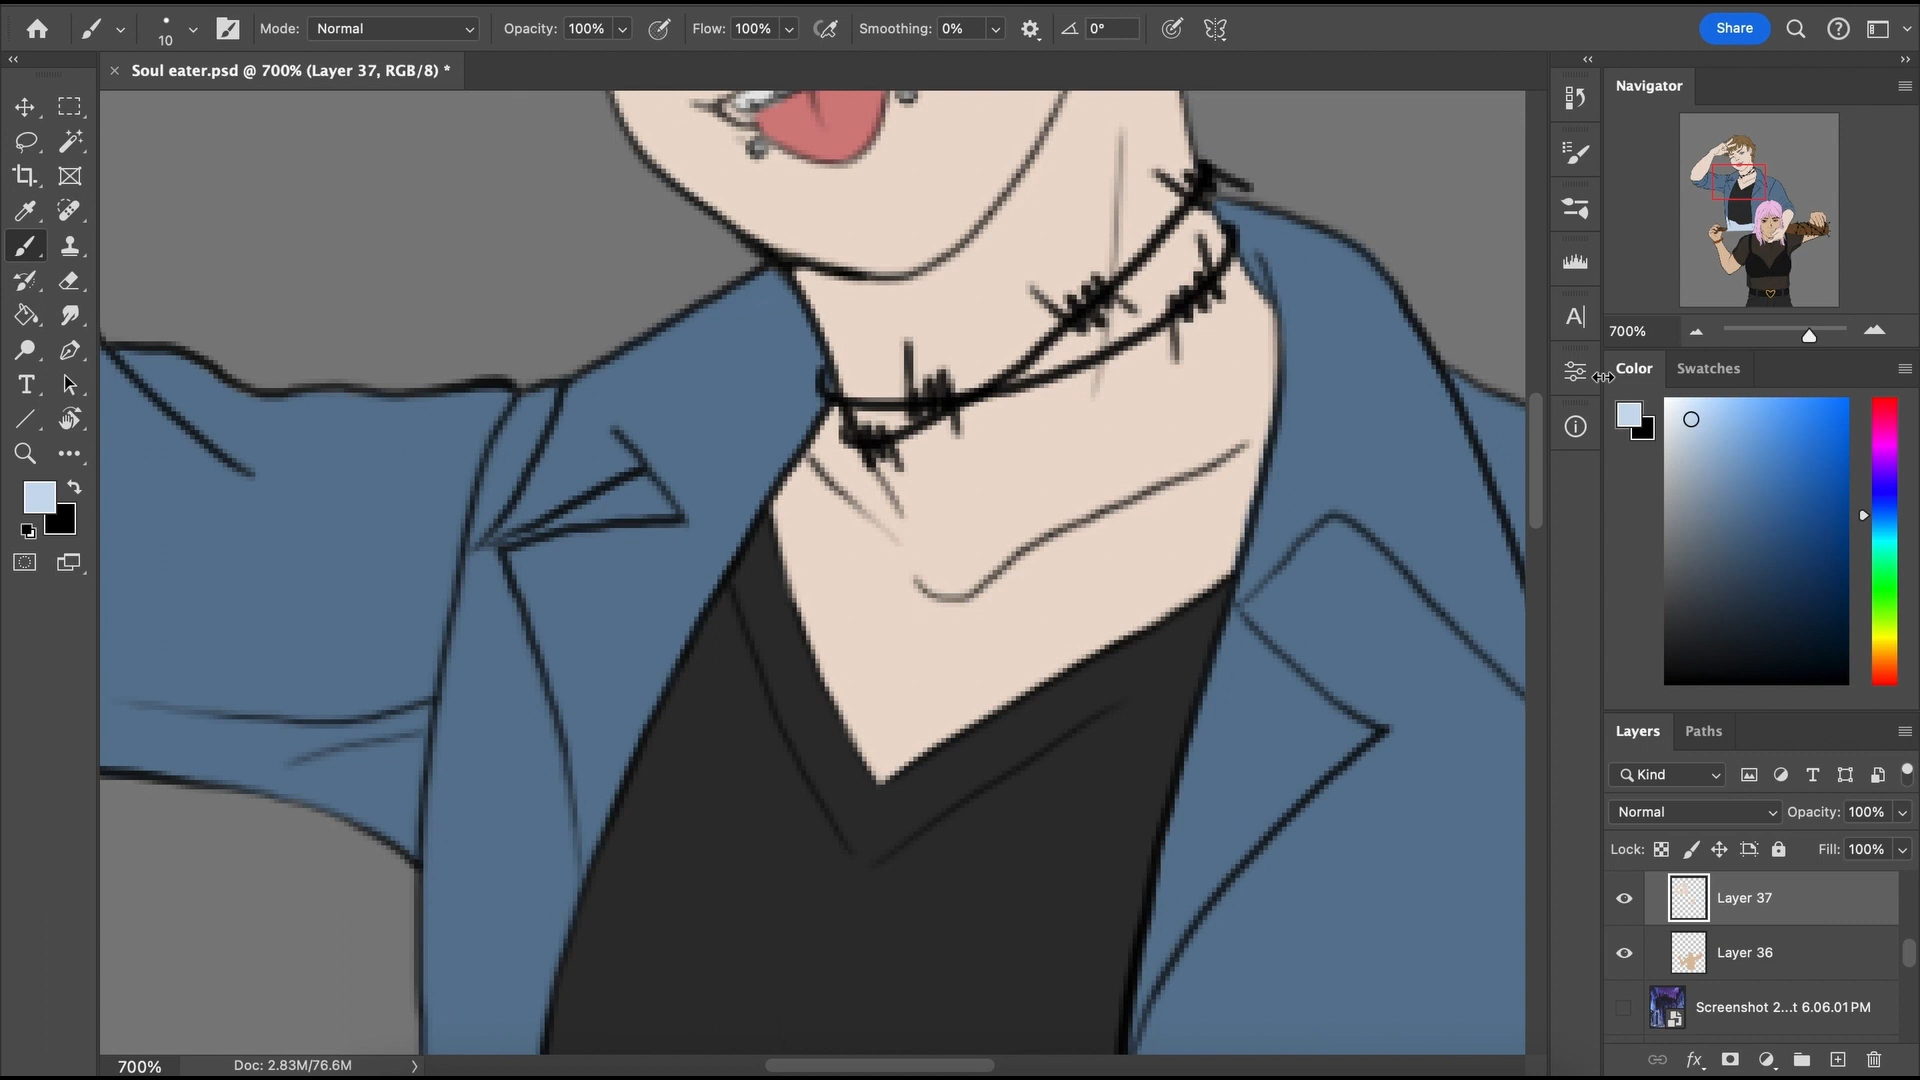 10
Mode:
Normal
Opacity:
100%
Flow:
100%
Smoothing:
0%
0°
Share
Soul eater.psd @ 700% (Layer 37, RGB/8) *
Navigator
700%
Color
Swatches
Layers
Paths
Kind
Normal
Opacity:
100%
Lock:
Fill:
100%
Layer 37
Layer 36
Screenshot 2...t 6.06.01 PM
fx
700%
Doc: 2.83M/76.6M